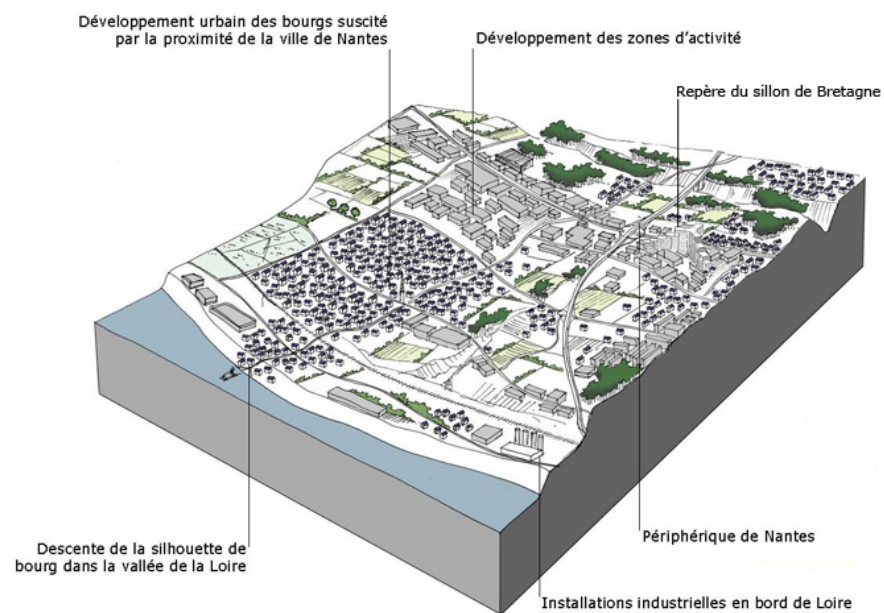 Développement urbain des bourgs suscité
par la proximité de la ville de Nantes
Développement des zones d'activité
Repère du sillon de Bretagne
Descente de la silhouette de
bourg dans la vallée de la Loire
Périphérique de Nantes
Installations industrielles en bord de Loire